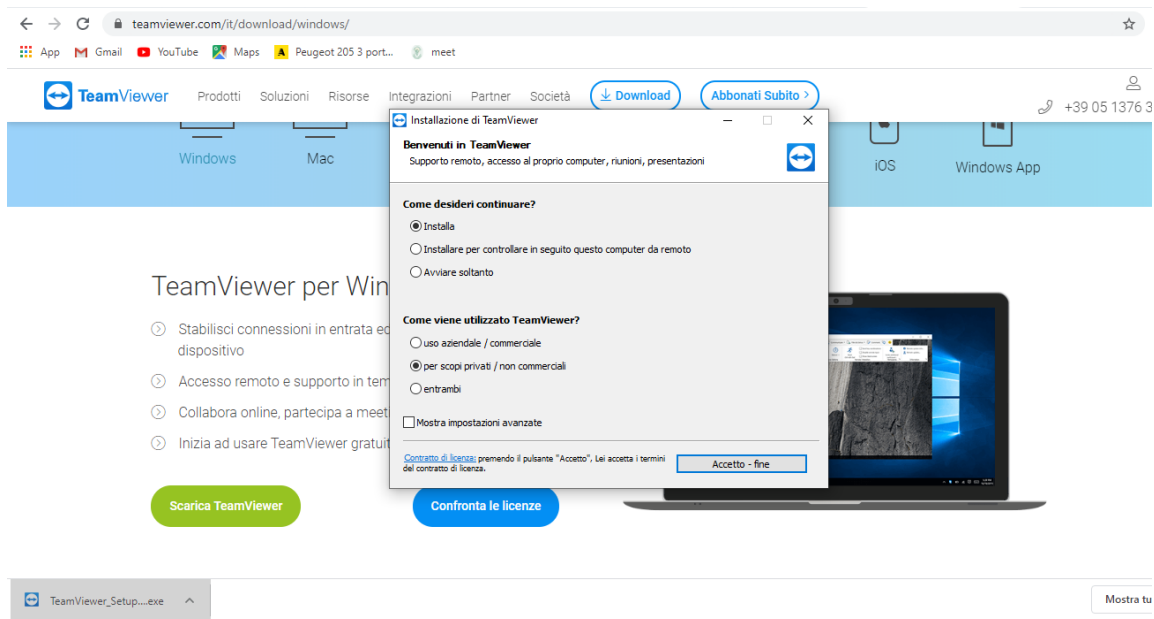 teamviewer.com/it/download/windows/
App Gmail YouTube Maps Peugeot 205 3 port... meet
TeamViewer Prodotti Soluzioni Risorse Integrazioni Partner Società Download Abbonati Subito >
+39 05 1376 3
Windows Mac iOS Windows App
Installazione di TeamViewer
Benvenuti in TeamViewer
Supporto remoto, accesso al proprio computer, riunioni, presentazioni
Come desideri continuare?
Installa
Installare per controllare in seguito questo computer da remoto
Avviare soltanto
Come viene utilizzato TeamViewer?
uso aziendale / commerciale
per scopi privati / non commerciali
entrambi
Mostra impostazioni avanzate
Contratto di licenza: premendo il pulsante "Accetto", Lei accetta i termini
del contratto di licenza.
Accetto - fine
TeamViewer per Win
Stabilisci connessioni in entrata ed
dispositivo
Accesso remoto e supporto in tem
Collabora online, partecipa a meet
Inizia ad usare TeamViewer gratuit
Scarica TeamViewer Confronta le licenze
TeamViewer_Setup....exe
Mostra tu